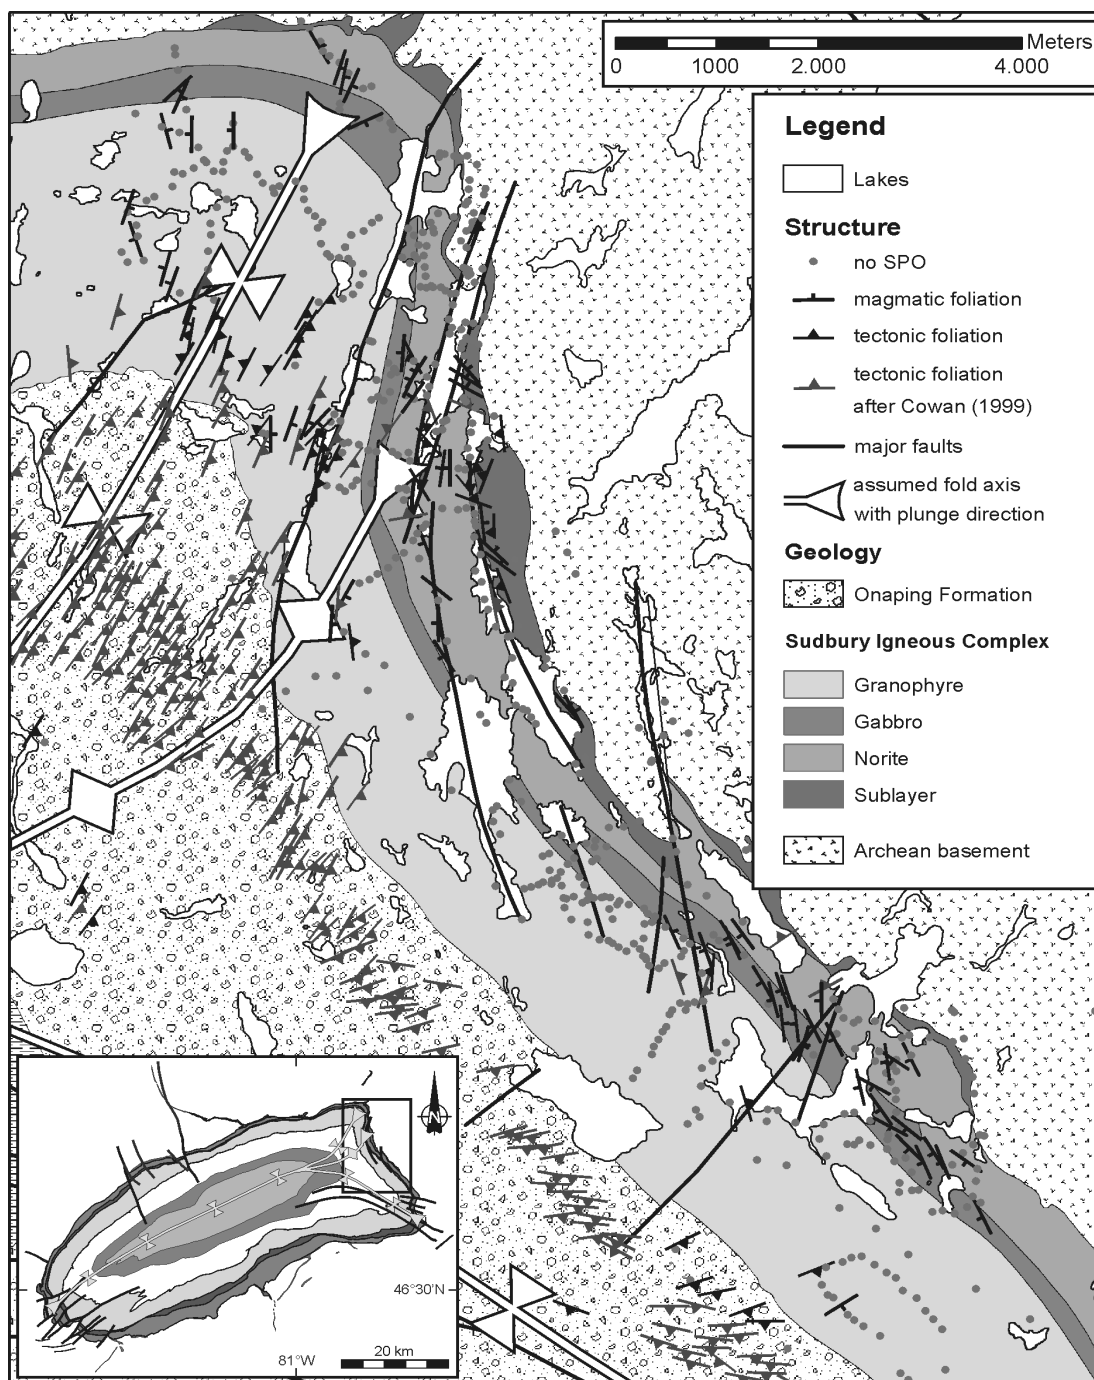 Meters
0 1000 2.000 4.000
Legend
Lakes
Structure
no SPO
magmatic foliation
tectonic foliation
tectonic foliation
after Cowan (1999)
major faults
assumed fold axis
with plunge direction
Geology
Onaping Formation
Sudbury Igneous Complex
Granophyre
Gabbro
Norite
Sublayer
Archean basement
N
46°30'N
20 km
81°W